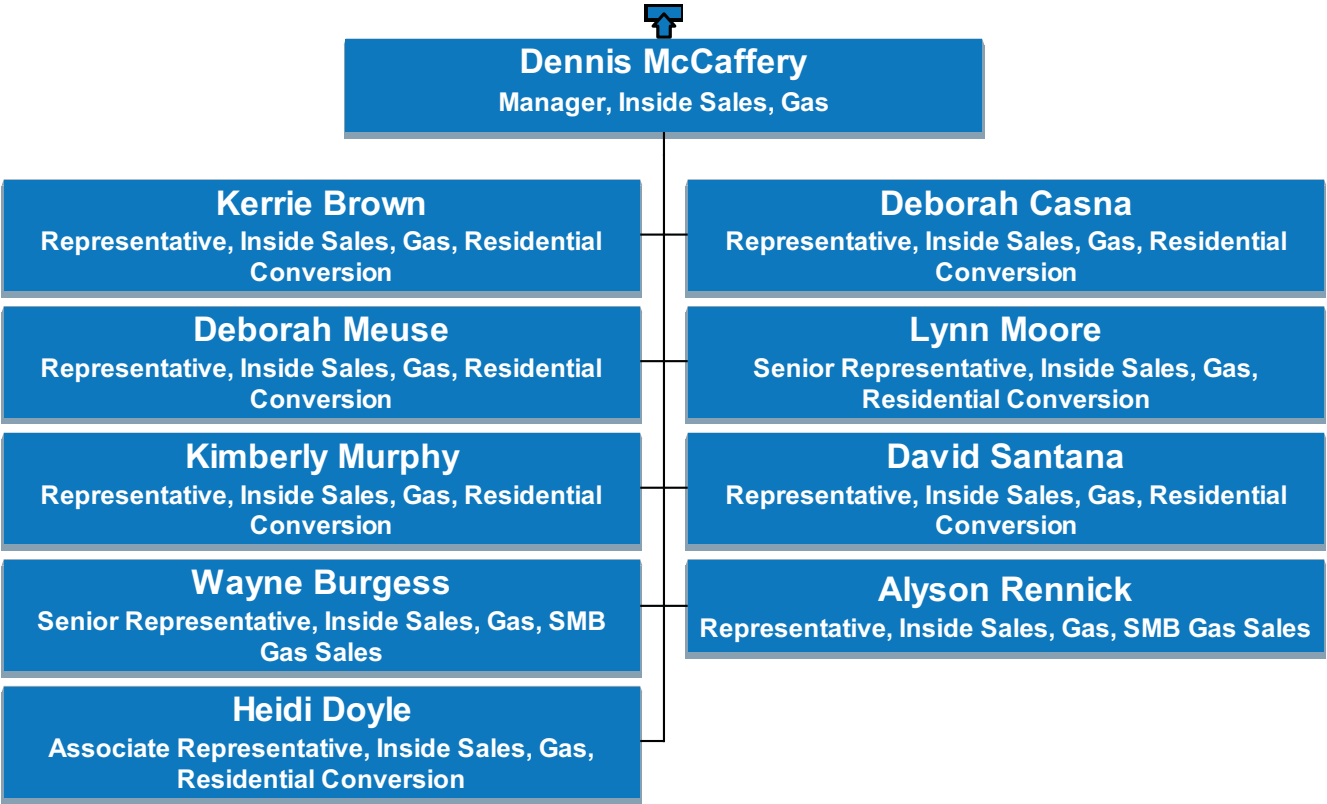 Dennis McCaffery
Manager, Inside Sales, Gas
Kerrie Brown
Representative, Inside Sales, Gas, Residential
Conversion
Deborah Casna
Representative, Inside Sales, Gas, Residential
Conversion
Deborah Meuse
Representative, Inside Sales, Gas, Residential
Conversion
Lynn Moore
Senior Representative, Inside Sales, Gas,
Residential Conversion
Kimberly Murphy
Representative, Inside Sales, Gas, Residential
Conversion
David Santana
Representative, Inside Sales, Gas, Residential
Conversion
Wayne Burgess
Senior Representative, Inside Sales, Gas, SMB
Gas Sales
Alyson Rennick
Representative, Inside Sales, Gas, SMB Gas Sales
Heidi Doyle
Associate Representative, Inside Sales, Gas,
Residential Conversion